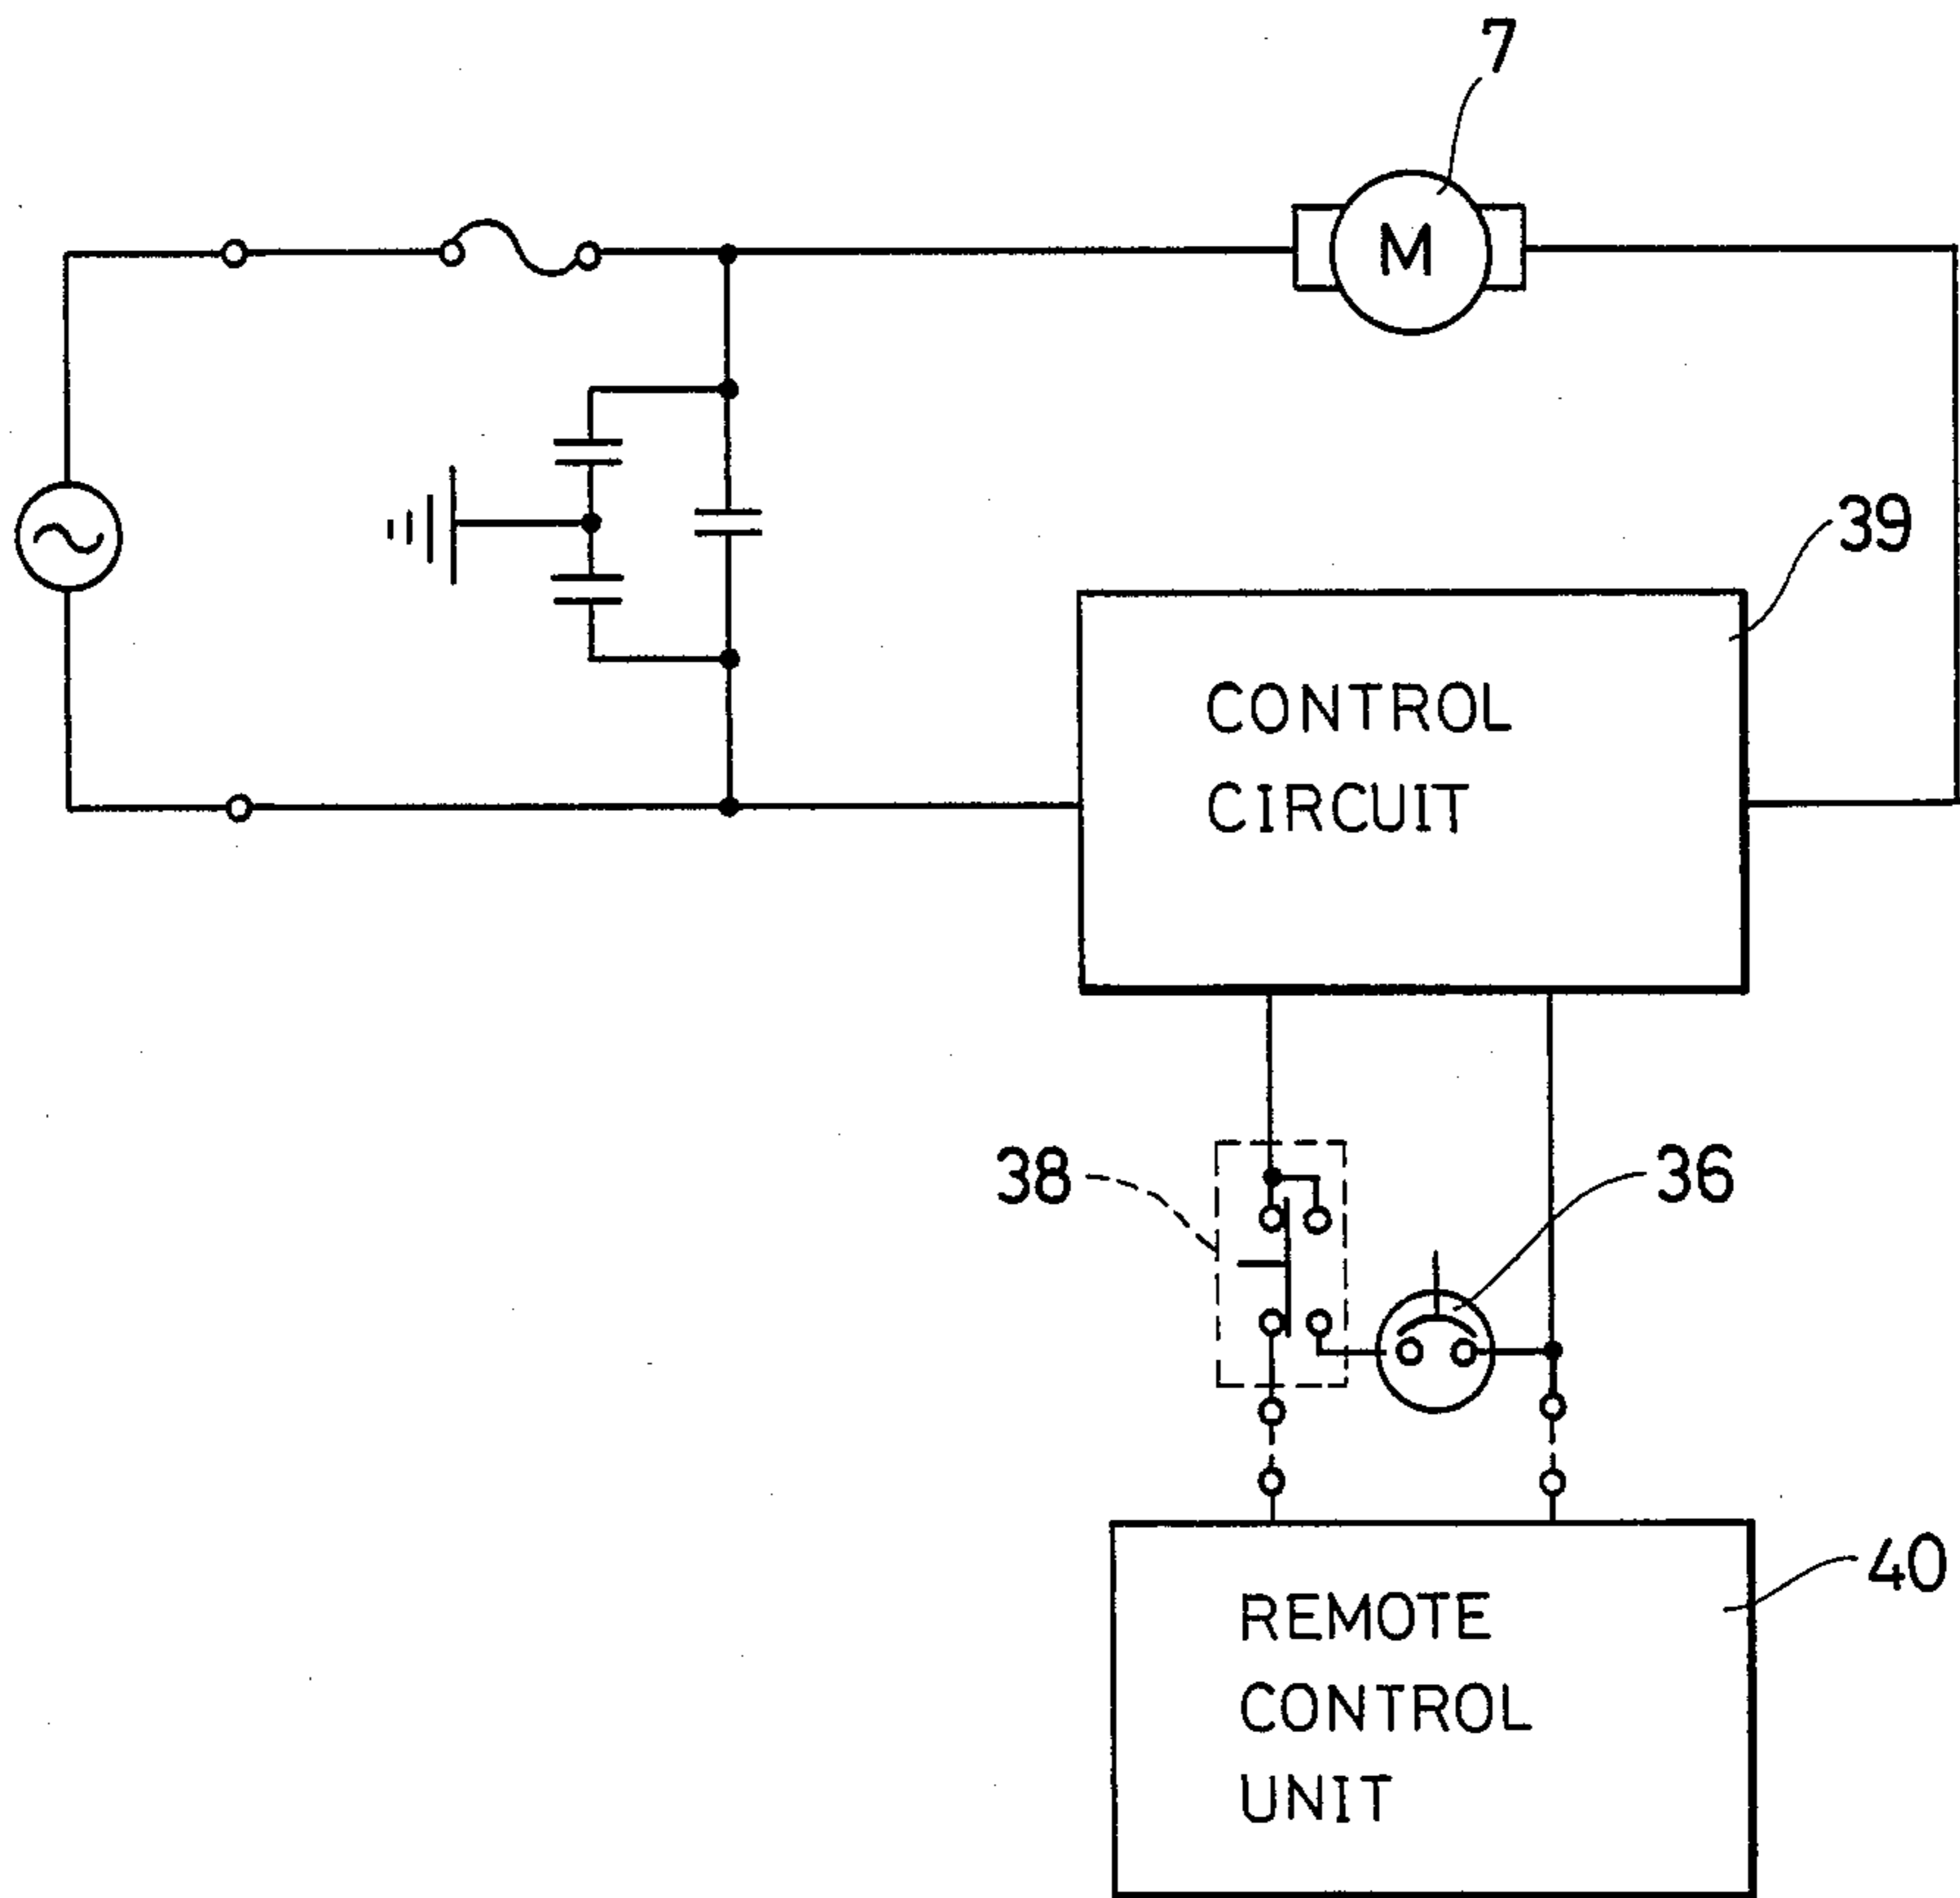 7
M
39
CONTROL
CIRCUIT
38
36
40
REMOTE
CONTROL
UNIT